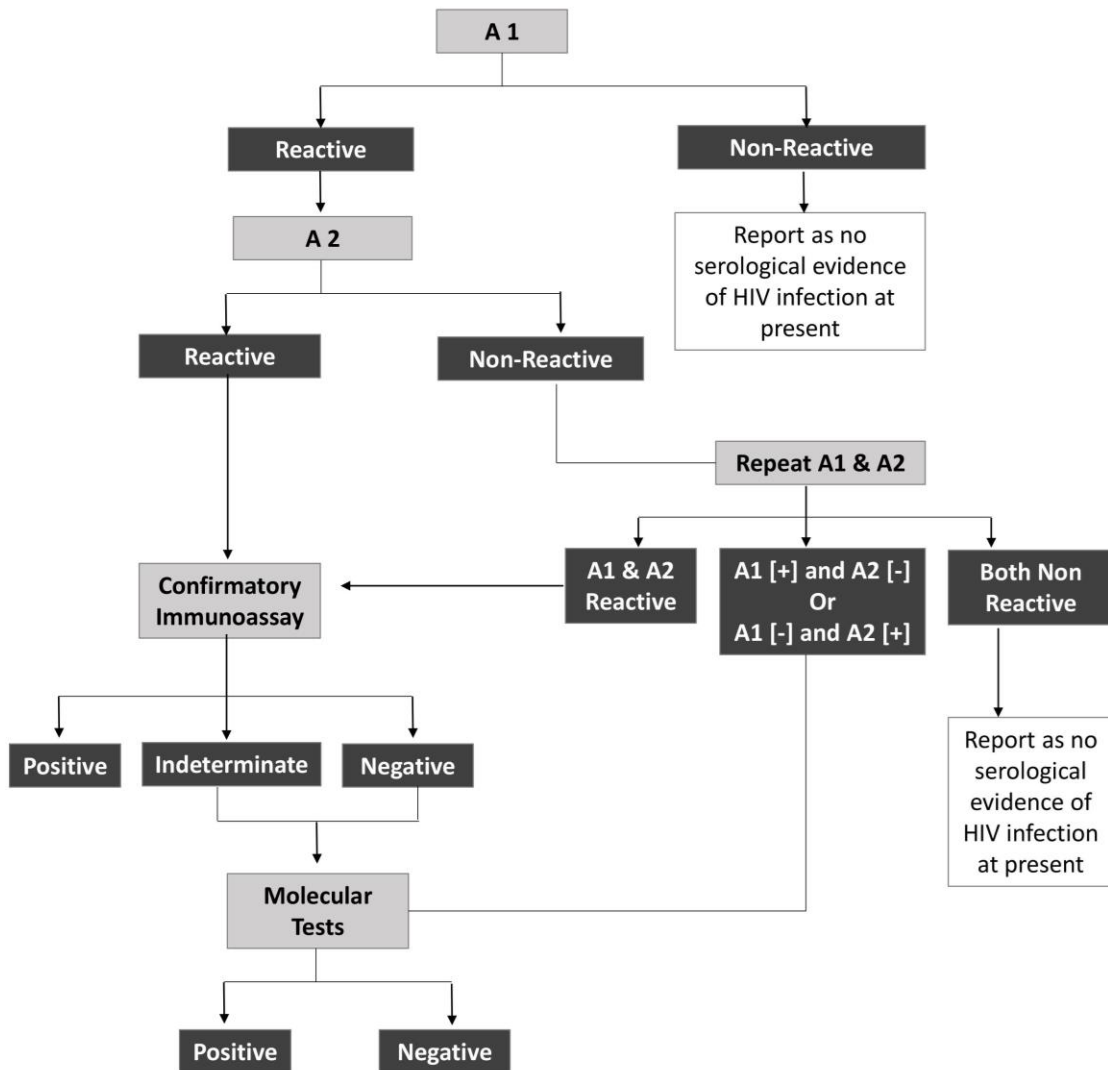 A 1
Reactive
Non-Reactive
A 2
Report as no
serological evidence
of HIV infection at
present
Reactive
Non-Reactive
Repeat A1 & A2
Confirmatory
Immunoassay
A1 & A2
Reactive
A1 [+] and A2 [-]
Or
A1 [-] and A2 [+]
Both Non
Reactive
Positive
Indeterminate
Negative
Report as no
serological
evidence of
HIV infection
at present
Molecular
Tests
Positive
Negative